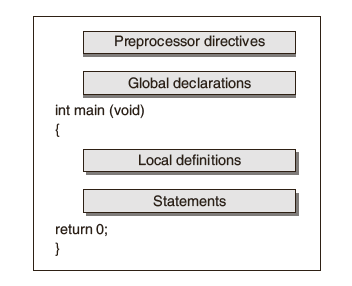 Preprocessor directives
Global declarations
int main (void)
{
Local definitions
Statements
return 0;
}